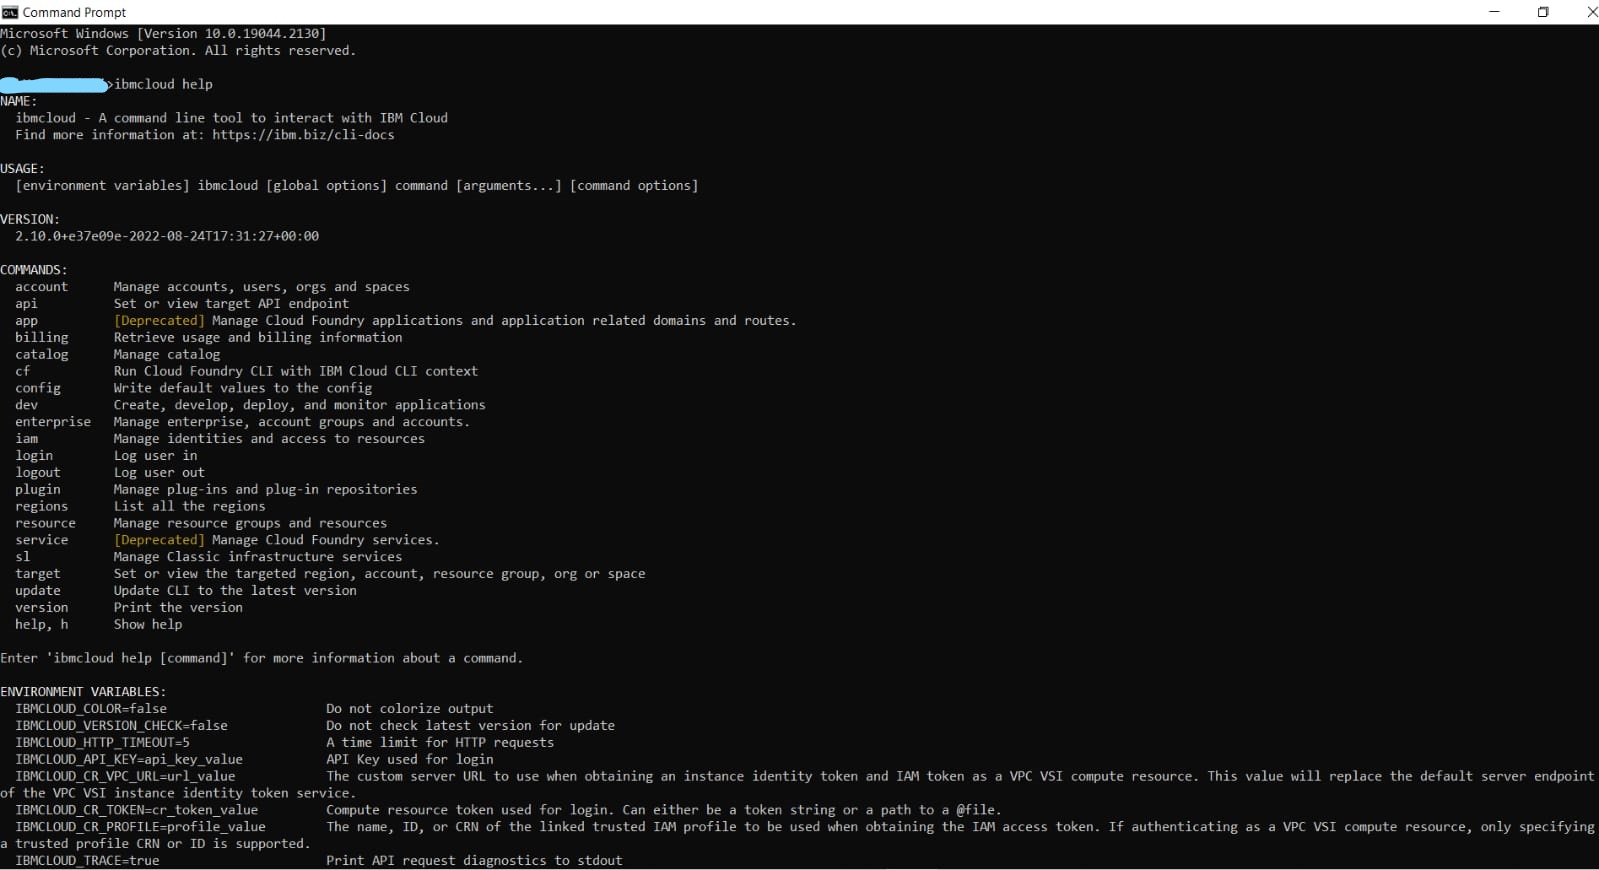 Command Prompt
Microsoft Windows [Version 10.0.19044.2130]
(c) Microsoft Corporation. All rights reserved.
>ibmcloud help
NAME:
ibmcloud - A command line tool to interact with IBM Cloud
Find more information at: https://ibm.biz/cli-docs
USAGE:
[environment variables] ibmcloud [global options] command [arguments...] [command options]
VERSION:
2.10.0+e37e09e-2022-08-24T17:31:27+00:00
COMMANDS:
account Manage accounts, users, orgs and spaces
api Set or view target API endpoint
app [Deprecated] Manage Cloud Foundry applications and application related domains and routes.
billing Retrieve usage and billing information
catalog Manage catalog
cf Run Cloud Foundry CLI with IBM Cloud CLI context
config Write default values to the config
dev Create, develop, deploy, and monitor applications
enterprise Manage enterprise, account groups and accounts.
iam Manage identities and access to resources
login Log user in
logout Log user out
plugin Manage plug-ins and plug-in repositories
regions List all the regions
resource Manage resource groups and resources
service [Deprecated] Manage Cloud Foundry services.
sl Manage Classic infrastructure services
target Set or view the targeted region, account, resource group, org or space
update Update CLI to the latest version
version Print the version
help, h Show help
Enter 'ibmcloud help [command]' for more information about a command.
ENVIRONMENT VARIABLES:
IBMCLOUD_COLOR=false Do not colorize output
IBMCLOUD_VERSION_CHECK=false Do not check latest version for update
IBMCLOUD_HTTP_TIMEOUT=5 A time limit for HTTP requests
IBMCLOUD_API_KEY=api_key_value API Key used for login
IBMCLOUD_CR_VPC_URL=url_value The custom server URL to use when obtaining an instance identity token and IAM token as a VPC VSI compute resource. This value will replace the default server endpoint
of the VPC VSI instance identity token service.
IBMCLOUD_CR_TOKEN=cr_token_value Compute resource token used for login. Can either be a token string or a path to a @file.
IBMCLOUD_CR_PROFILE=profile_value The name, ID, or CRN of the linked trusted IAM profile to be used when obtaining the IAM access token. If authenticating as a VPC VSI compute resource, only specifying
a trusted profile CRN or ID is supported.
IBMCLOUD_TRACE=true Print API request diagnostics to stdout